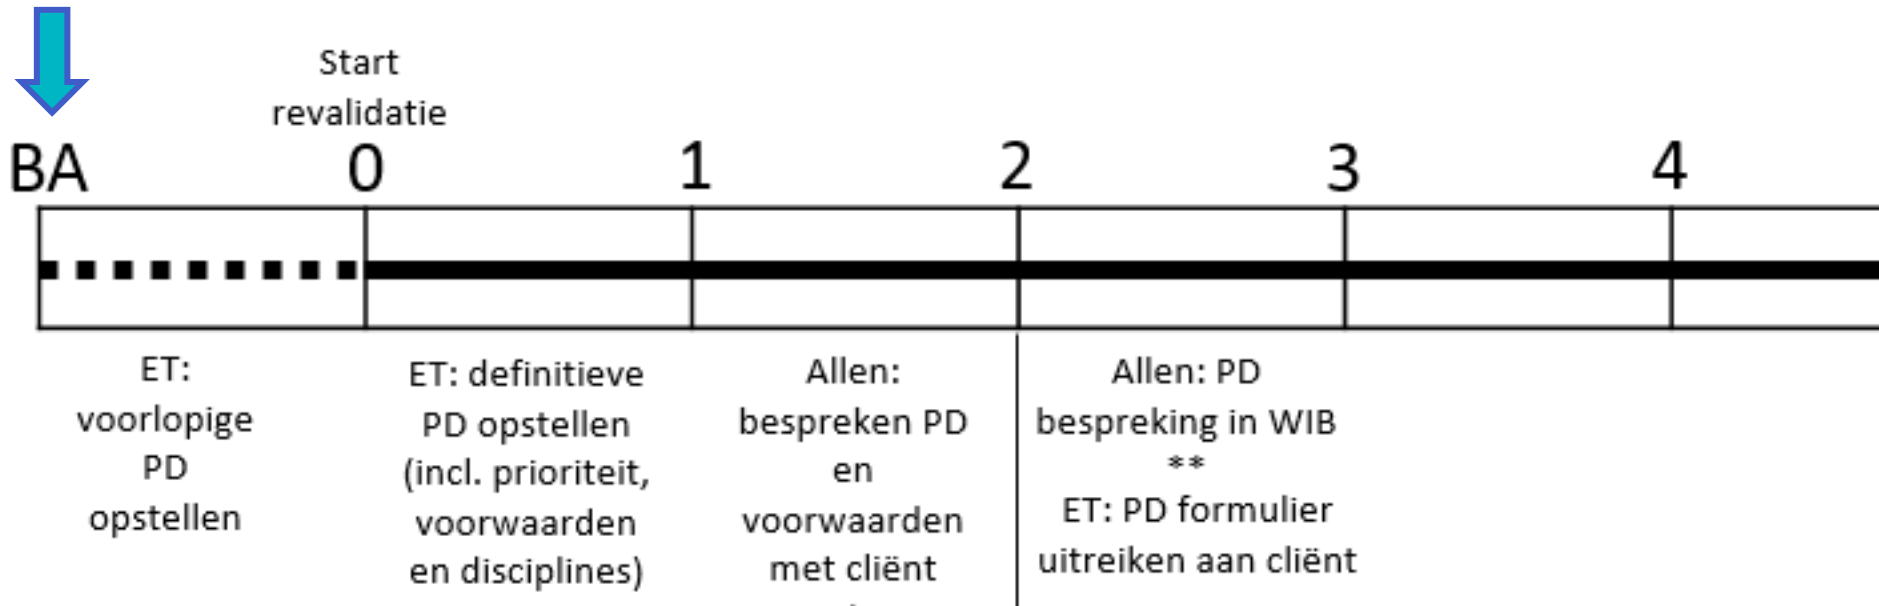 Start
revalidatie
BA 0 1 2 3 4
ET:
voorlopige
PD
opstellen
ET: definitieve
PD opstellen
(incl. prioriteit,
voorwaarden
en disciplines)
Allen:
bespreken PD
en
voorwaarden
met cliënt
Allen: PD
bespreking in WIB
**
ET: PD formulier
uitreiken aan cliënt